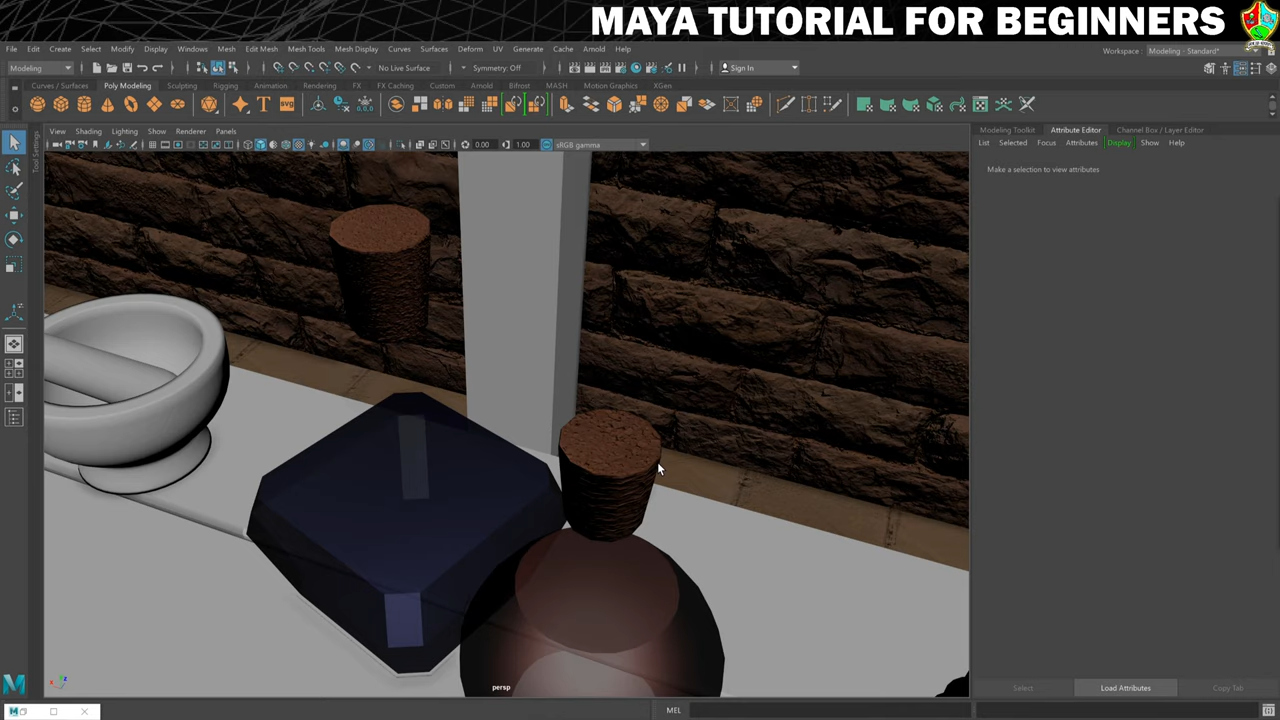 MAYA TUTORIAL FOR BEGINNERS
File Edit Create Select Modify Display Windows Mesh Edit Mesh Mesh Tools Mesh Display Curves Surfaces Deform UV Generate Cache Arnold Help
Workspace : Modeling - Standard*
Modeling No Live Surface Symmetry: Off Sign In
Curves / Surfaces Poly Modeling Sculpting Rigging Animation Rendering FX FX Caching Custom Arnold Bifrost MASH Motion Graphics XGen
View Shading Lighting Show Renderer Panels
Modeling Toolkit Attribute Editor Channel Box / Layer Editor
List Selected Focus Attributes Display Show Help
0.00 1.00 sRGB gamma
Tool Settings
Make a selection to view attributes
persp
Select Load Attributes Copy Tab
MEL